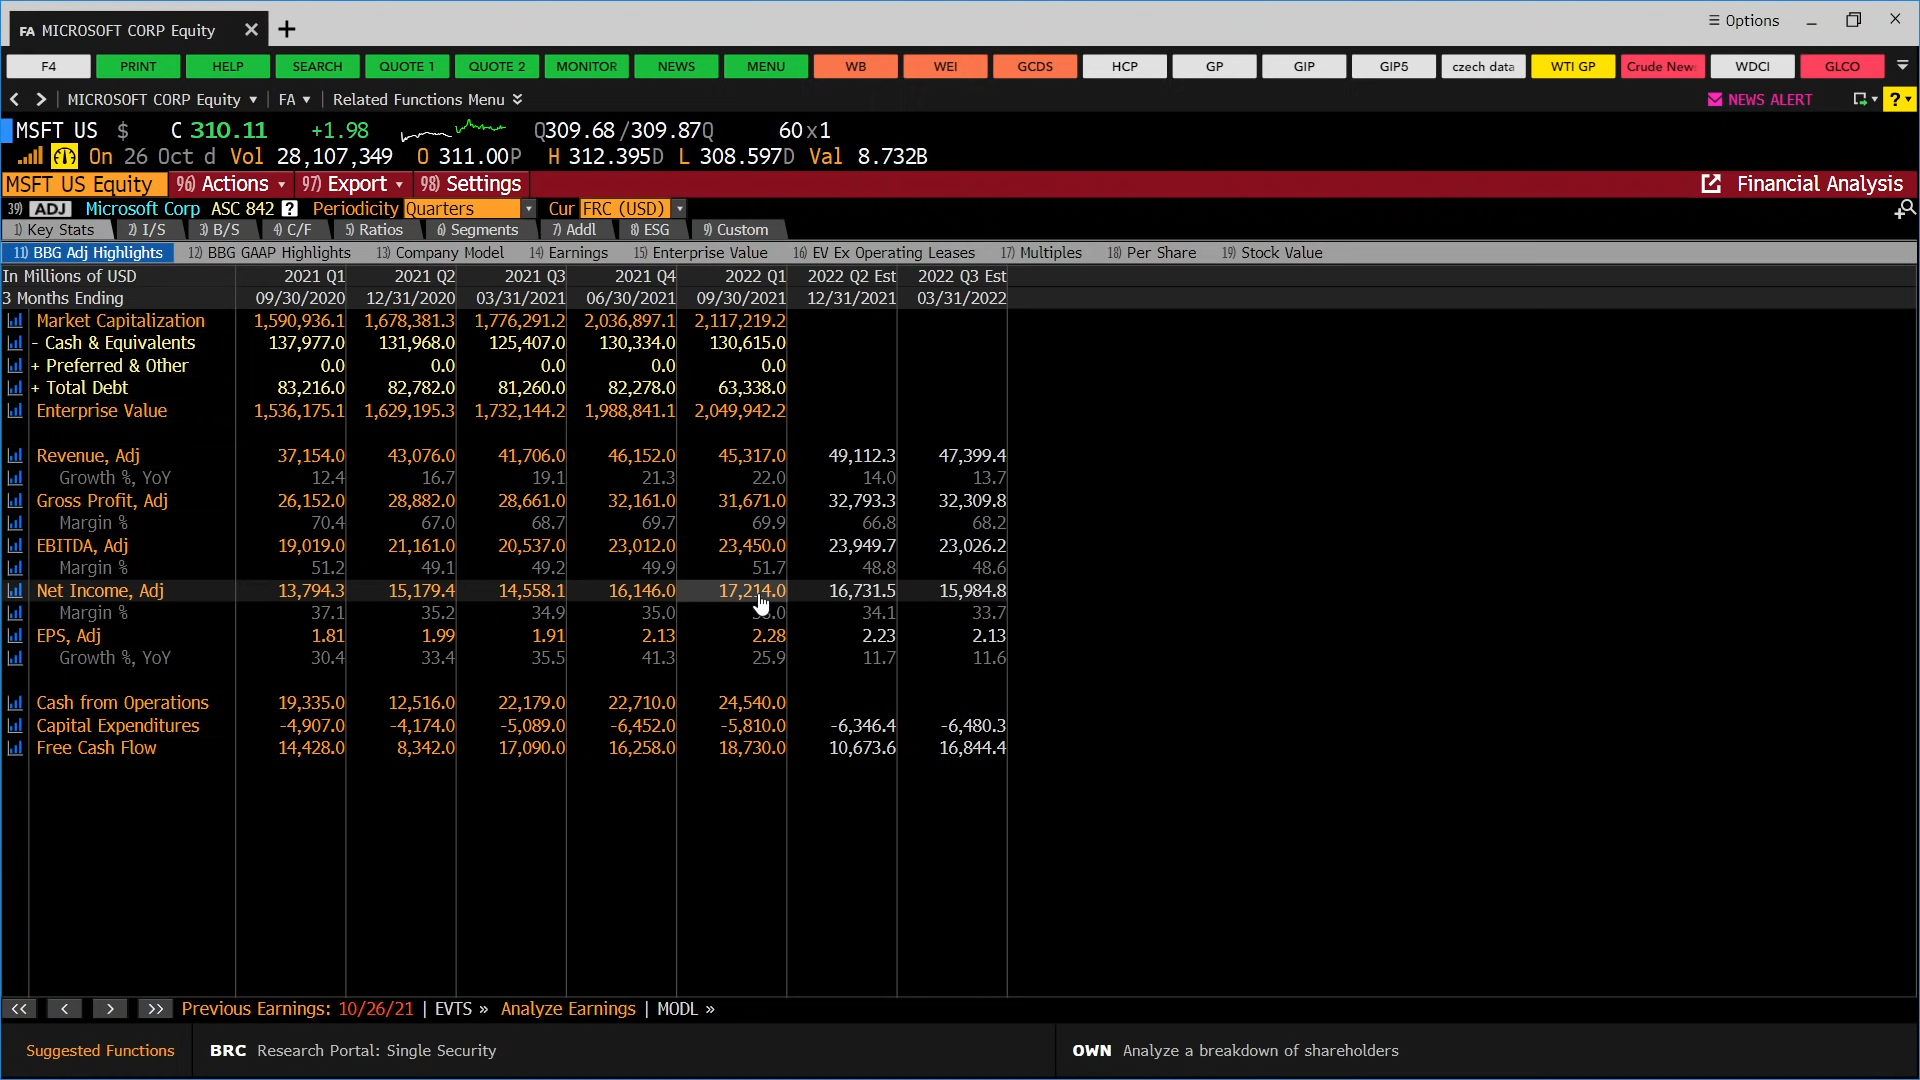 FA MICROSOFT CORP Equity
Options
F4 PRINT HELP SEARCH QUOTE 1 QUOTE 2 MONITOR NEWS MENU WB WEI GCDS HCP GP GIP GIP5 czech data WTI GP Crude News WDCI GLCO
MICROSOFT CORP Equity FA Related Functions Menu NEWS ALERT ?
MSFT US $ C 310.11 +1.98 Q309.68/309.87Q 60x1
On 26 Oct d Vol 28,107,349 O 311.00P H 312.395D L 308.597D Val 8.732B
MSFT US Equity 96) Actions 97) Export 98) Settings Financial Analysis
39) ADJ Microsoft Corp ASC 842 ? Periodicity Quarters Cur FRC (USD)
1) Key Stats 2) I/S 3) B/S 4) C/F 5) Ratios 6) Segments 7) Addl 8) ESG 9) Custom
11) BBG Adj Highlights 12) BBG GAAP Highlights 13) Company Model 14) Earnings 15) Enterprise Value 16) EV Ex Operating Leases 17) Multiples 18) Per Share 19) Stock Value
In Millions of USD 2021 Q1 2021 Q2 2021 Q3 2021 Q4 2022 Q1 2022 Q2 Est 2022 Q3 Est
3 Months Ending 09/30/2020 12/31/2020 03/31/2021 06/30/2021 09/30/2021 12/31/2021 03/31/2022
Market Capitalization 1,590,936.1 1,678,381.3 1,776,291.2 2,036,897.1 2,117,219.2
- Cash & Equivalents 137,977.0 131,968.0 125,407.0 130,334.0 130,615.0
+ Preferred & Other 0.0 0.0 0.0 0.0 0.0
+ Total Debt 83,216.0 82,782.0 81,260.0 82,278.0 63,338.0
Enterprise Value 1,536,175.1 1,629,195.3 1,732,144.2 1,988,841.1 2,049,942.2
Revenue, Adj 37,154.0 43,076.0 41,706.0 46,152.0 45,317.0 49,112.3 47,399.4
Growth %, YoY 12.4 16.7 19.1 21.3 22.0 14.0 13.7
Gross Profit, Adj 26,152.0 28,882.0 28,661.0 32,161.0 31,671.0 32,793.3 32,309.8
Margin % 70.4 67.0 68.7 69.7 69.9 66.8 68.2
EBITDA, Adj 19,019.0 21,161.0 20,537.0 23,012.0 23,450.0 23,949.7 23,026.2
Margin % 51.2 49.1 49.2 49.9 51.7 48.8 48.6
Net Income, Adj 13,794.3 15,179.4 14,558.1 16,146.0 17,214.0 16,731.5 15,984.8
Margin % 37.1 35.2 34.9 35.0 34.1 33.7
EPS, Adj 1.81 1.99 1.91 2.13 2.28 2.23 2.13
Growth %, YoY 30.4 33.4 35.5 41.3 25.9 11.7 11.6
Cash from Operations 19,335.0 12,516.0 22,179.0 22,710.0 24,540.0
Capital Expenditures -4,907.0 -4,174.0 -5,089.0 -6,452.0 -5,810.0 -6,346.4 -6,480.3
Free Cash Flow 14,428.0 8,342.0 17,090.0 16,258.0 18,730.0 10,673.6 16,844.4
<< < > >> Previous Earnings: 10/26/21 | EVTS » Analyze Earnings | MODL »
Suggested Functions BRC Research Portal: Single Security OWN Analyze a breakdown of shareholders